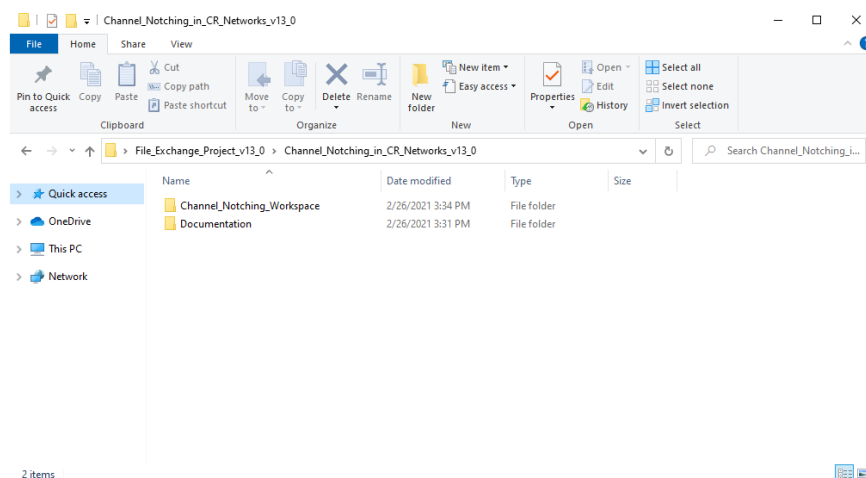 Channel_Notching_in_CR_Networks_v13_0
File Home Share View
Pin to Quick access
Copy
Paste
Cut
Copy path
Paste shortcut
Clipboard
Move to
Copy to
Delete
Rename
Organize
New folder
New item
Easy access
New
Properties
Open
Edit
History
Open
Select all
Select none
Invert selection
Select
File_Exchange_Project_v13_0 > Channel_Notching_in_CR_Networks_v13_0
Search Channel_Notching_i...
Quick access
OneDrive
This PC
Network
Name Date modified Type Size
Channel_Notching_Workspace 2/26/2021 3:34 PM File folder
Documentation 2/26/2021 3:31 PM File folder
2 items